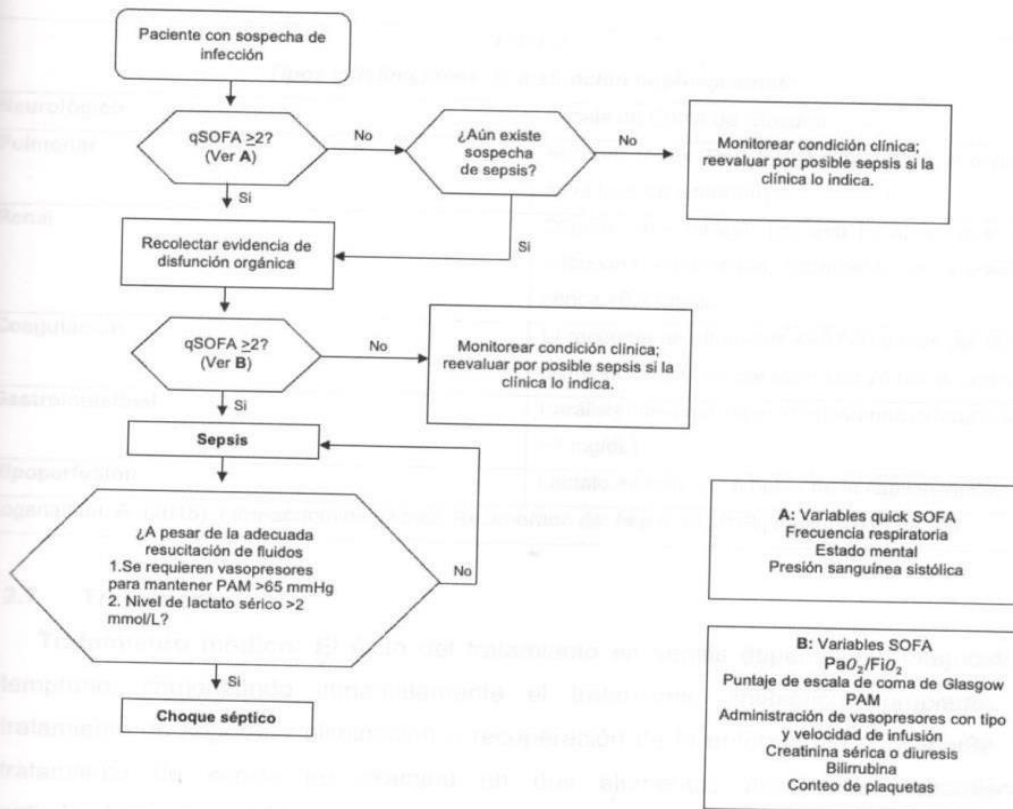 Paciente con sospecha de
infección
qSOFA ≥2?
(Ver A)
No
¿Aún existe
sospecha
de sepsis?
No
Monitorear condición clínica;
reevaluar por posible sepsis si la
clínica lo indica.
Si
Si
Recolectar evidencia de
disfunción orgánica
qSOFA ≥2?
(Ver B)
No
Monitorear condición clínica;
reevaluar por posible sepsis si la
clínica lo indica.
Si
Sepsis
¿A pesar de la adecuada
resucitación de fluidos
1.Se requieren vasopresores
para mantener PAM >65 mmHg
2. Nivel de lactato sérico >2
mmol/L?
No
Si
Choque séptico
A: Variables quick SOFA
Frecuencia respiratoria
Estado mental
Presión sanguínea sistólica
B: Variables SOFA
PaO₂/FiO₂
Puntaje de escala de coma de Glasgow
PAM
Administración de vasopresores con tipo
y velocidad de infusión
Creatinina sérica o diuresis
Bilirrubina
Conteo de plaquetas